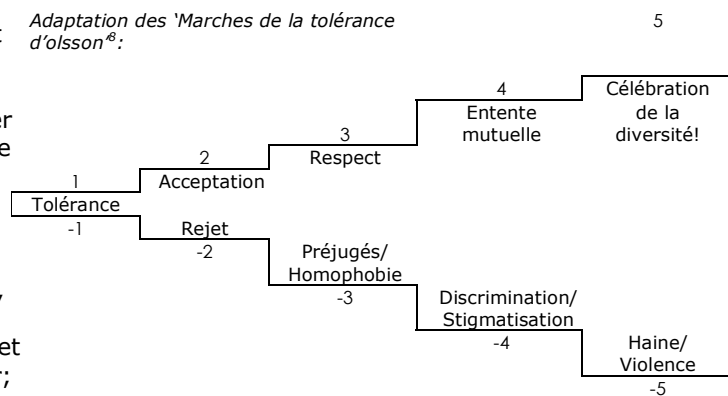 Adaptation des ‘Marches de la tolérance
d’olsson’⁸:
5
4
Célébration
de la
diversité!
Entente
mutuelle
3
Respect
2
Acceptation
1
Tolérance
-1
Rejet
-2
Préjugés/
Homophobie
-3
Discrimination/
Stigmatisation
-4
Haine/
Violence
-5
et